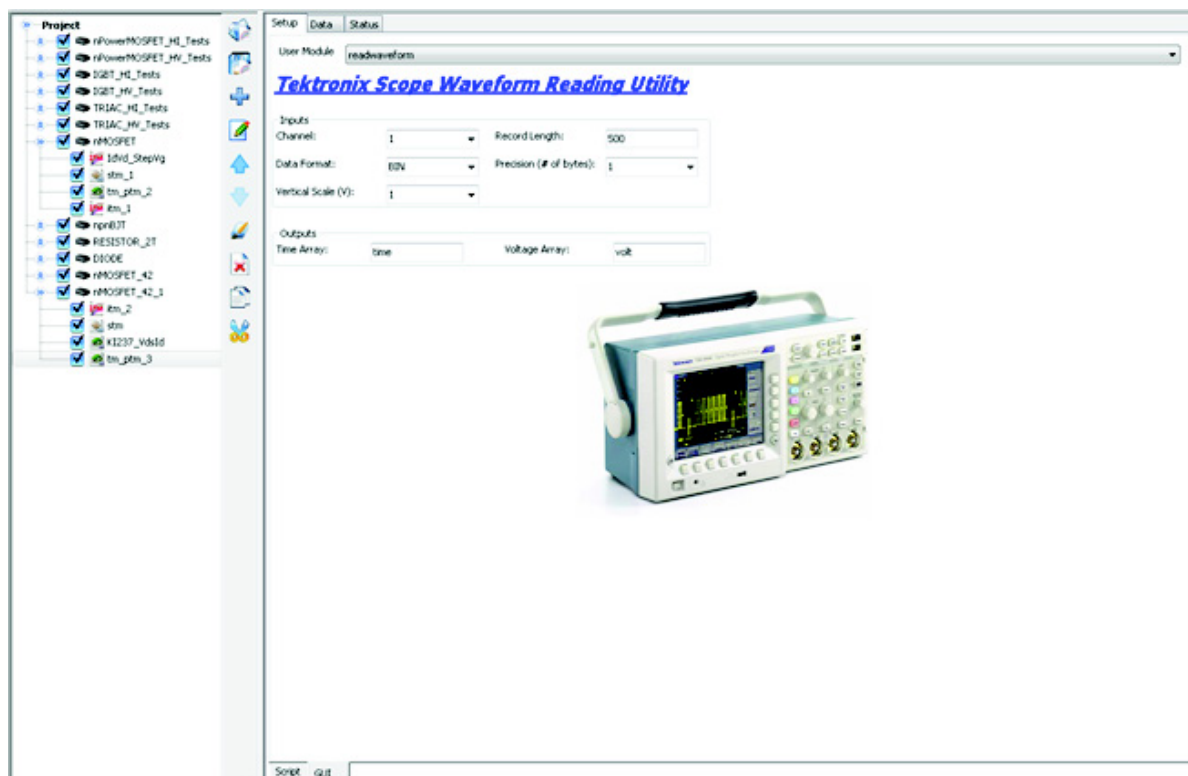 Project
nPowerMOSFET_HI_Tests
nPowerMOSFET_HV_Tests
IGBT_HI_Tests
IGBT_HV_Tests
TRIAC_HI_Tests
TRIAC_HV_Tests
nMOSFET
IdVd_StepVg
stm_1
tm_ptm_2
itm_1
npnBJT
RESISTOR_2T
DIODE
nMOSFET_42
nMOSFET_42_1
itm_2
stm
KI237_VdsId
tm_ptm_3
Setup Data Status
User Module readwaveform
Tektronix Scope Waveform Reading Utility
Inputs
Channel: 1 Record Length: 500
Data Format: BIN Precision (# of bytes): 1
Vertical Scale (V): 1
Outputs
Time Array: time Voltage Array: volt
Tektronix
Script GUI